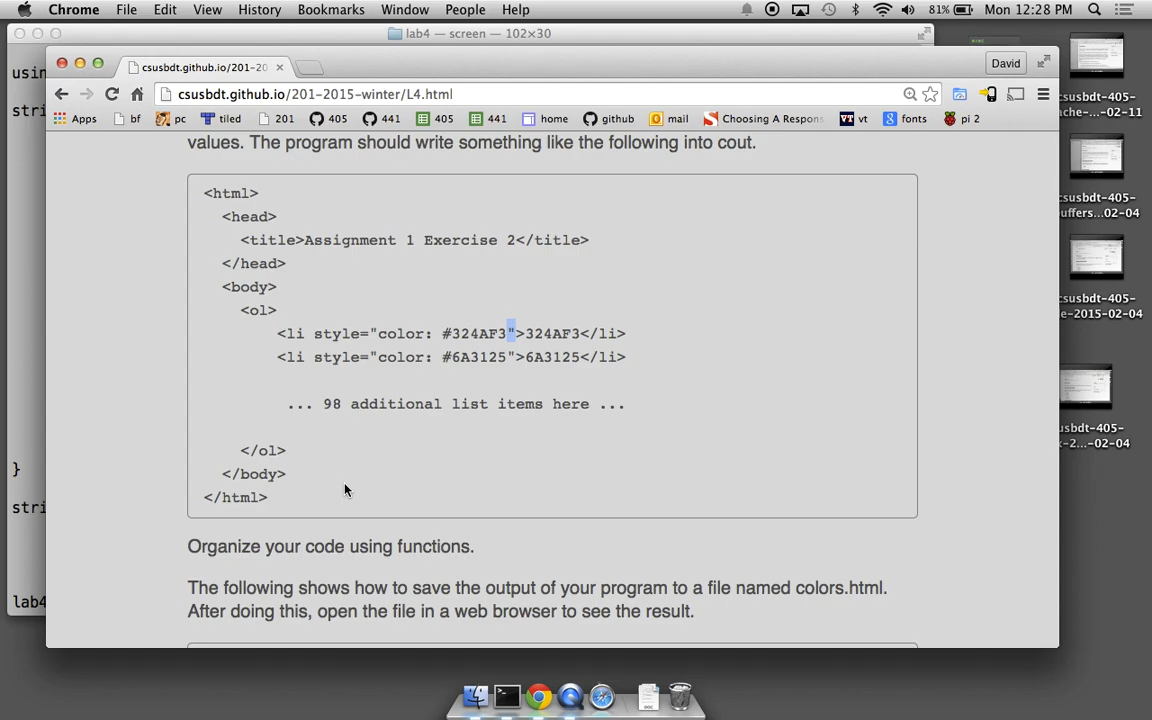 Chrome File Edit View History Bookmarks Window People Help 81% Mon 12:28 PM
lab4 — screen — 102×30
csusbdt.github.io/201-20 David
csusbdt.github.io/201-2015-winter/L4.html
Apps bf pc tiled 201 405 441 405 441 home github mail Choosing A Respons vt fonts pi 2
usin
stri
}
stri
lab4
values. The program should write something like the following into cout.
<html>
<head>
<title>Assignment 1 Exercise 2</title>
</head>
<body>
<ol>
<li style="color: #324AF3">324AF3</li>
<li style="color: #6A3125">6A3125</li>
... 98 additional list items here ...
</ol>
</body>
</html>
Organize your code using functions.
The following shows how to save the output of your program to a file named colors.html.
After doing this, open the file in a web browser to see the result.
csusbdt-405-
ache-...-02-11
csusbdt-405-
uffers...02-04
csusbdt-405-
e-2015-02-04
usbdt-405-
-2...-02-04